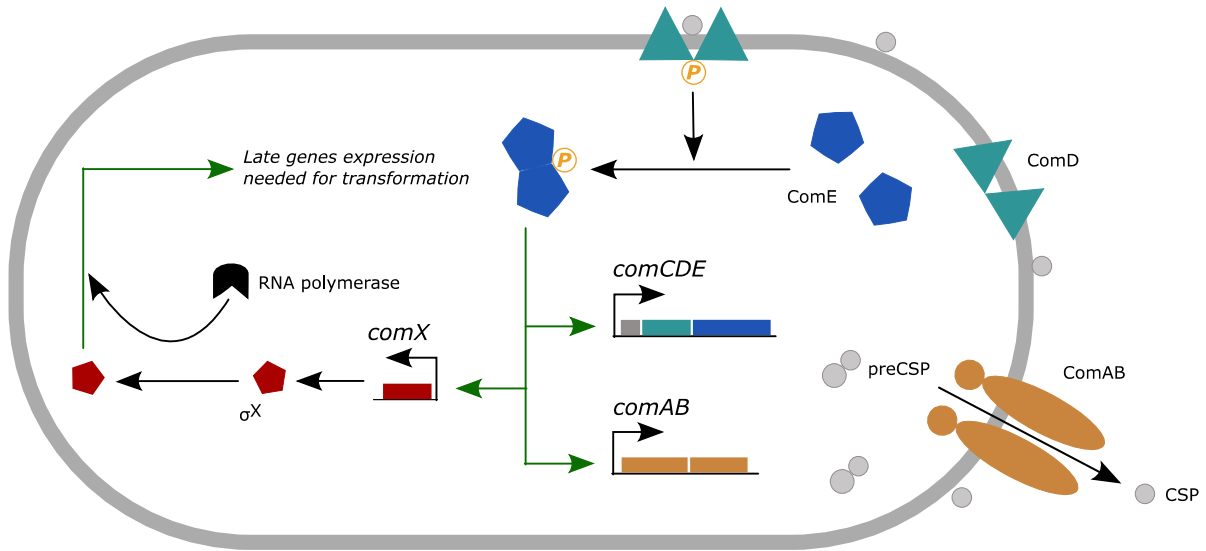 P
Late genes expression
needed for transformation
P
ComD
ComE
comCDE
RNA polymerase
comX
preCSP
ComAB
σX
comAB
CSP